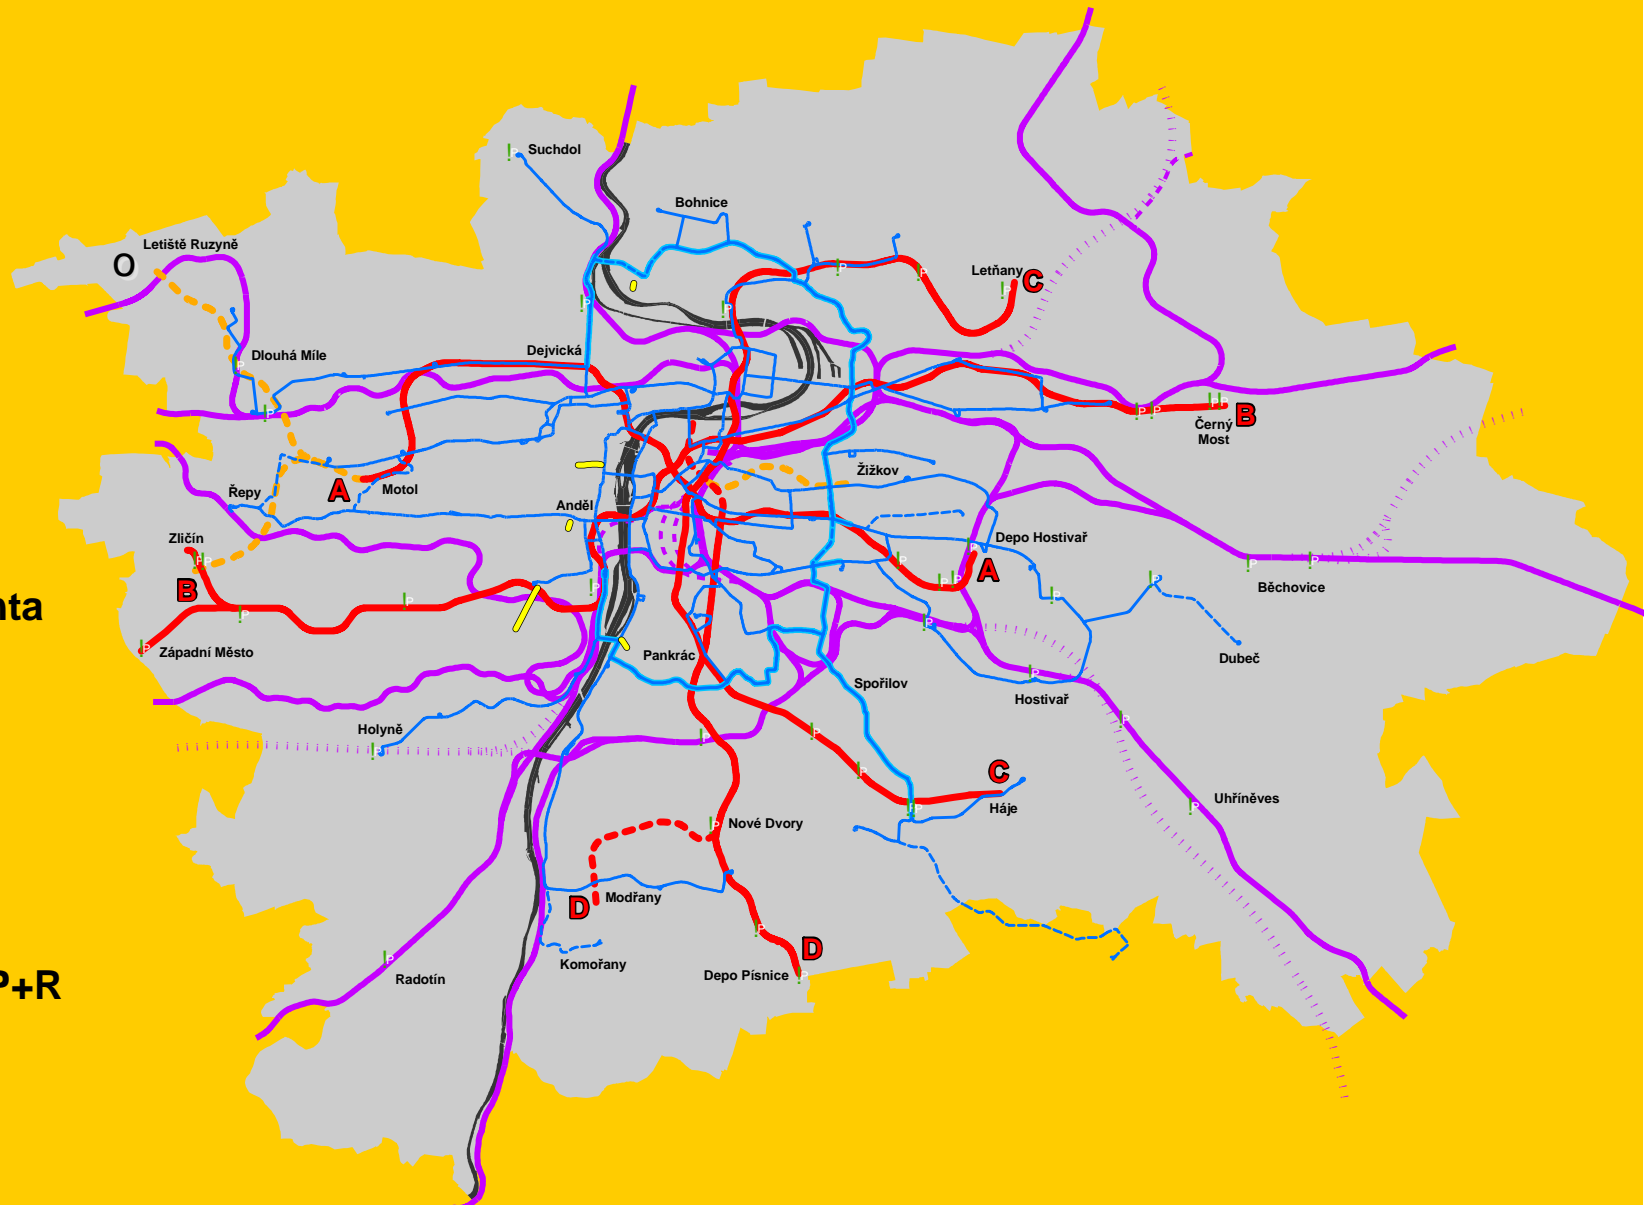 Suchdol
Bohnice
Letiště Ruzyně
O
Letňany
C
Dlouhá Míle
Dejvická
B
Černý
Most
Žižkov
A
Motol
Řepy
Anděl
Zličín
Depo Hostivař
A
Běchovice
B
nta
Západní Město
Pankrác
Dubeč
Spořilov
Hostivař
Holyně
C
Háje
Uhříněves
Nové Dvory
D
Modřany
D
Komořany
Depo Písnice
Radotín
P+R